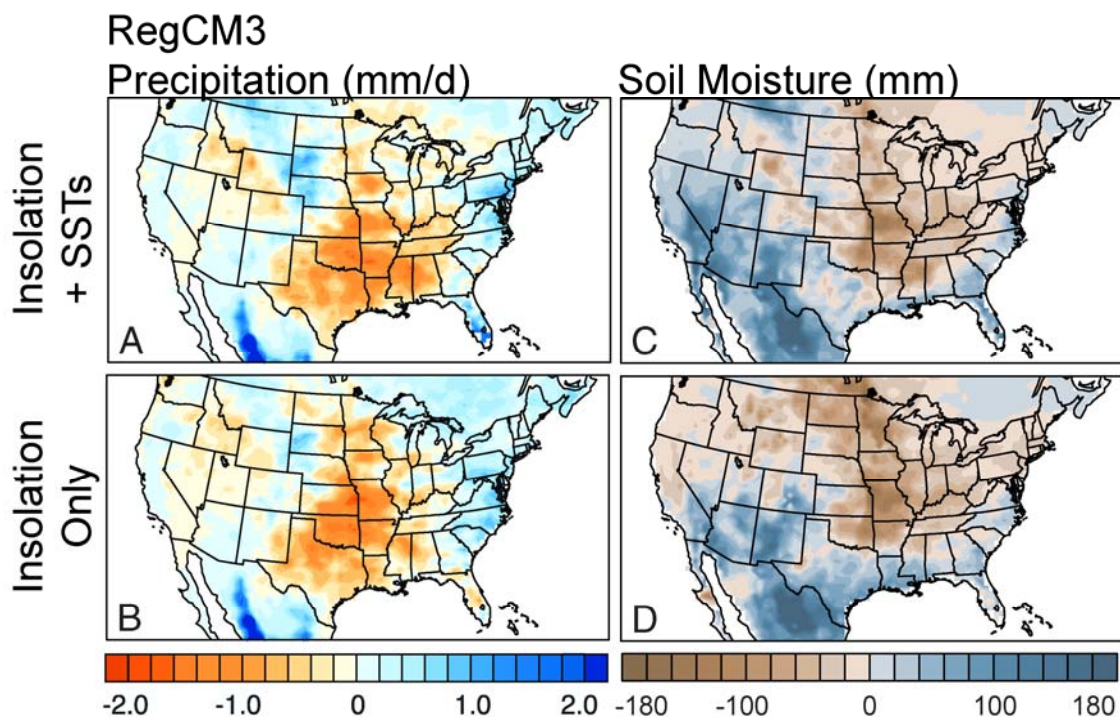 RegCM3
Precipitation (mm/d)
Soil Moisture (mm)
Insolation
+ SSTs
A
C
Insolation
Only
B
D
-2.0 -1.0 0 1.0 2.0
-180 -100 0 100 180